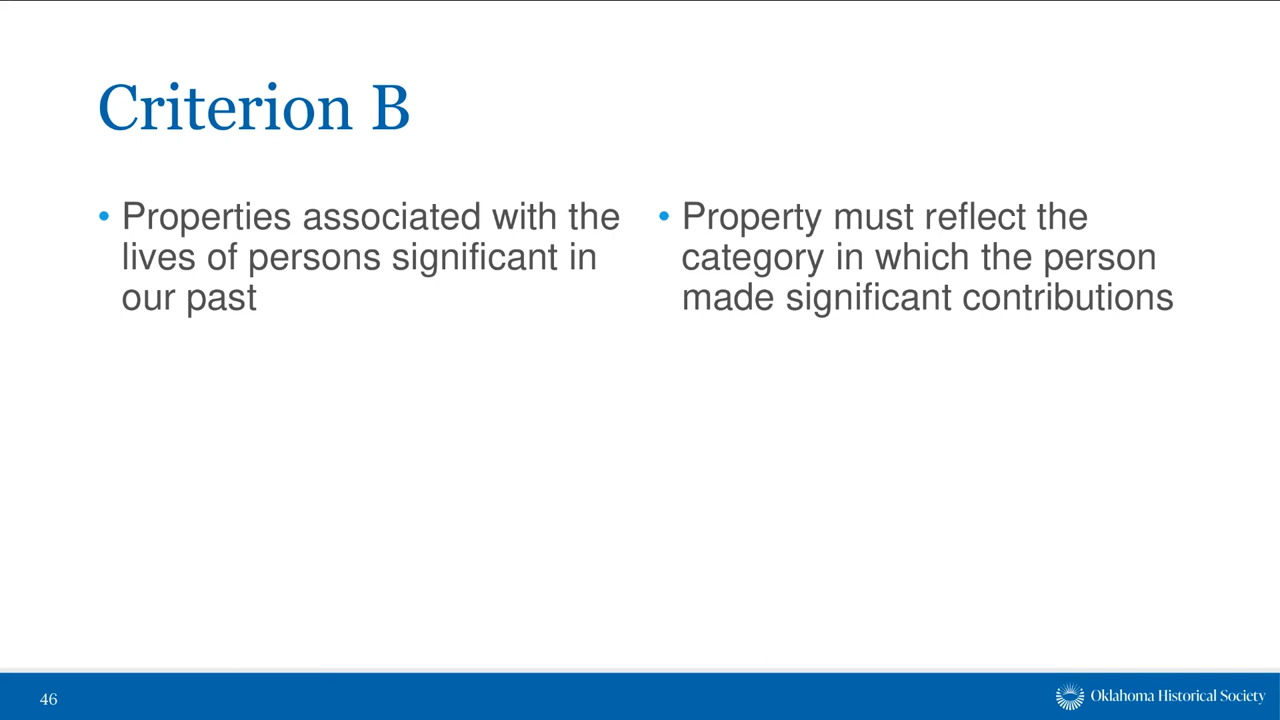 Criterion B
• Properties associated with the
lives of persons significant in
our past
• Property must reflect the
category in which the person
made significant contributions
46
Oklahoma Historical Society